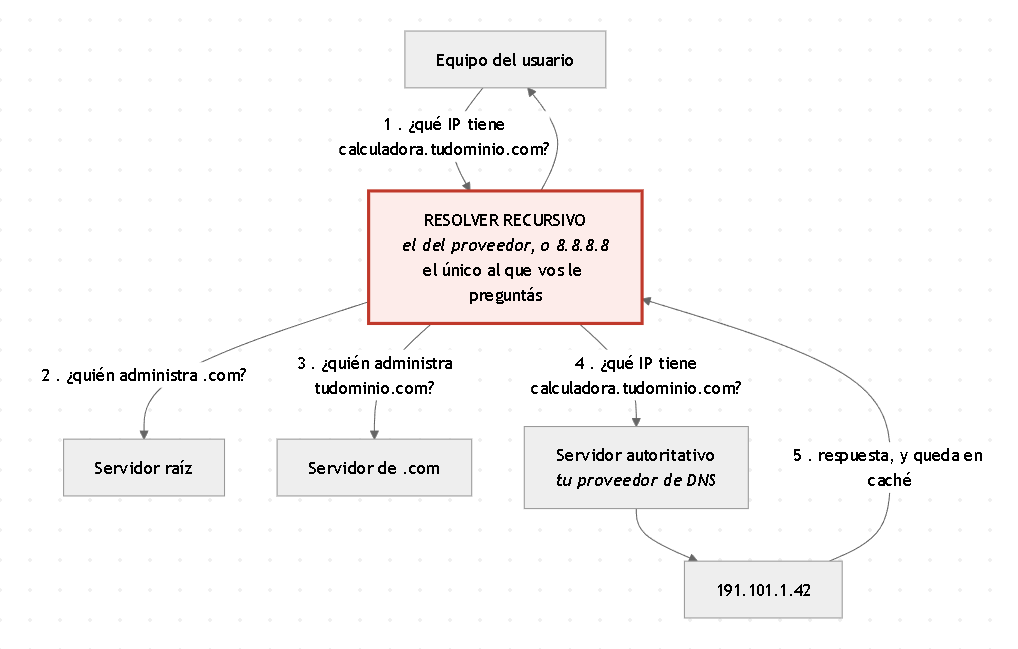 Equipo del usuario
1 . ¿qué IP tiene
calculadora.tudominio.com?
RESOLVER RECURSIVO
el del proveedor, o 8.8.8.8
el único al que vos le
preguntás
2 . ¿quién administra .com?
3 . ¿quién administra
tudominio.com?
4 . ¿qué IP tiene
calculadora.tudominio.com?
Servidor raíz
Servidor de .com
Servidor autoritativo
tu proveedor de DNS
5 . respuesta, y queda en
caché
191.101.1.42